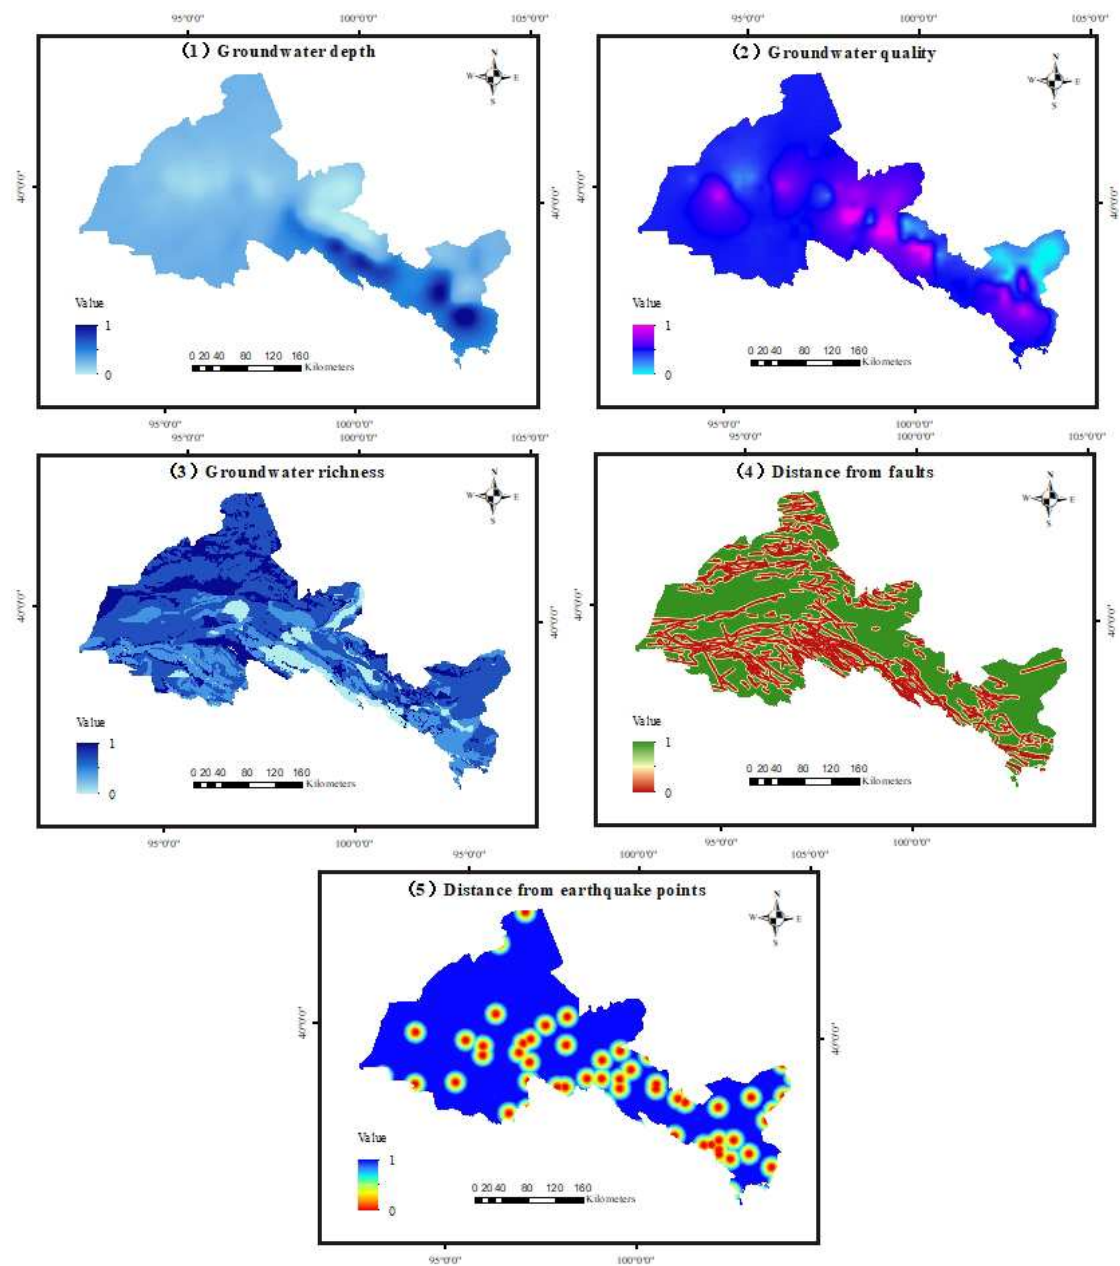 95°0'0" 100°0'0" 105°0'0"
(1) Groundwater depth
N
W E
S
40°0'0"
40°0'0"
Value
1
0
0 20 40 80 120 160
Kilometers
95°0'0" 100°0'0" 105°0'0"
(2) Groundwater quality
N
W E
S
40°0'0"
Value
1
0
0 20 40 80 120 160
Kilometers
95°0'0" 100°0'0"
95°0'0" 100°0'0" 105°0'0"
(3) Groundwater richness
N
W E
S
40°0'0"
40°0'0"
Value
1
0
0 20 40 80 120 160
Kilometers
95°0'0" 100°0'0"
95°0'0" 100°0'0" 105°0'0"
(4) Distance from faults
N
W E
S
40°0'0"
Value
1
0
0 20 40 80 120 160
Kilometers
95°0'0" 100°0'0"
95°0'0" 100°0'0" 105°0'0"
(5) Distance from earthquake points
N
W E
S
40°0'0"
40°0'0"
Value
1
0
0 20 40 80 120 160
Kilometers
95°0'0" 100°0'0"